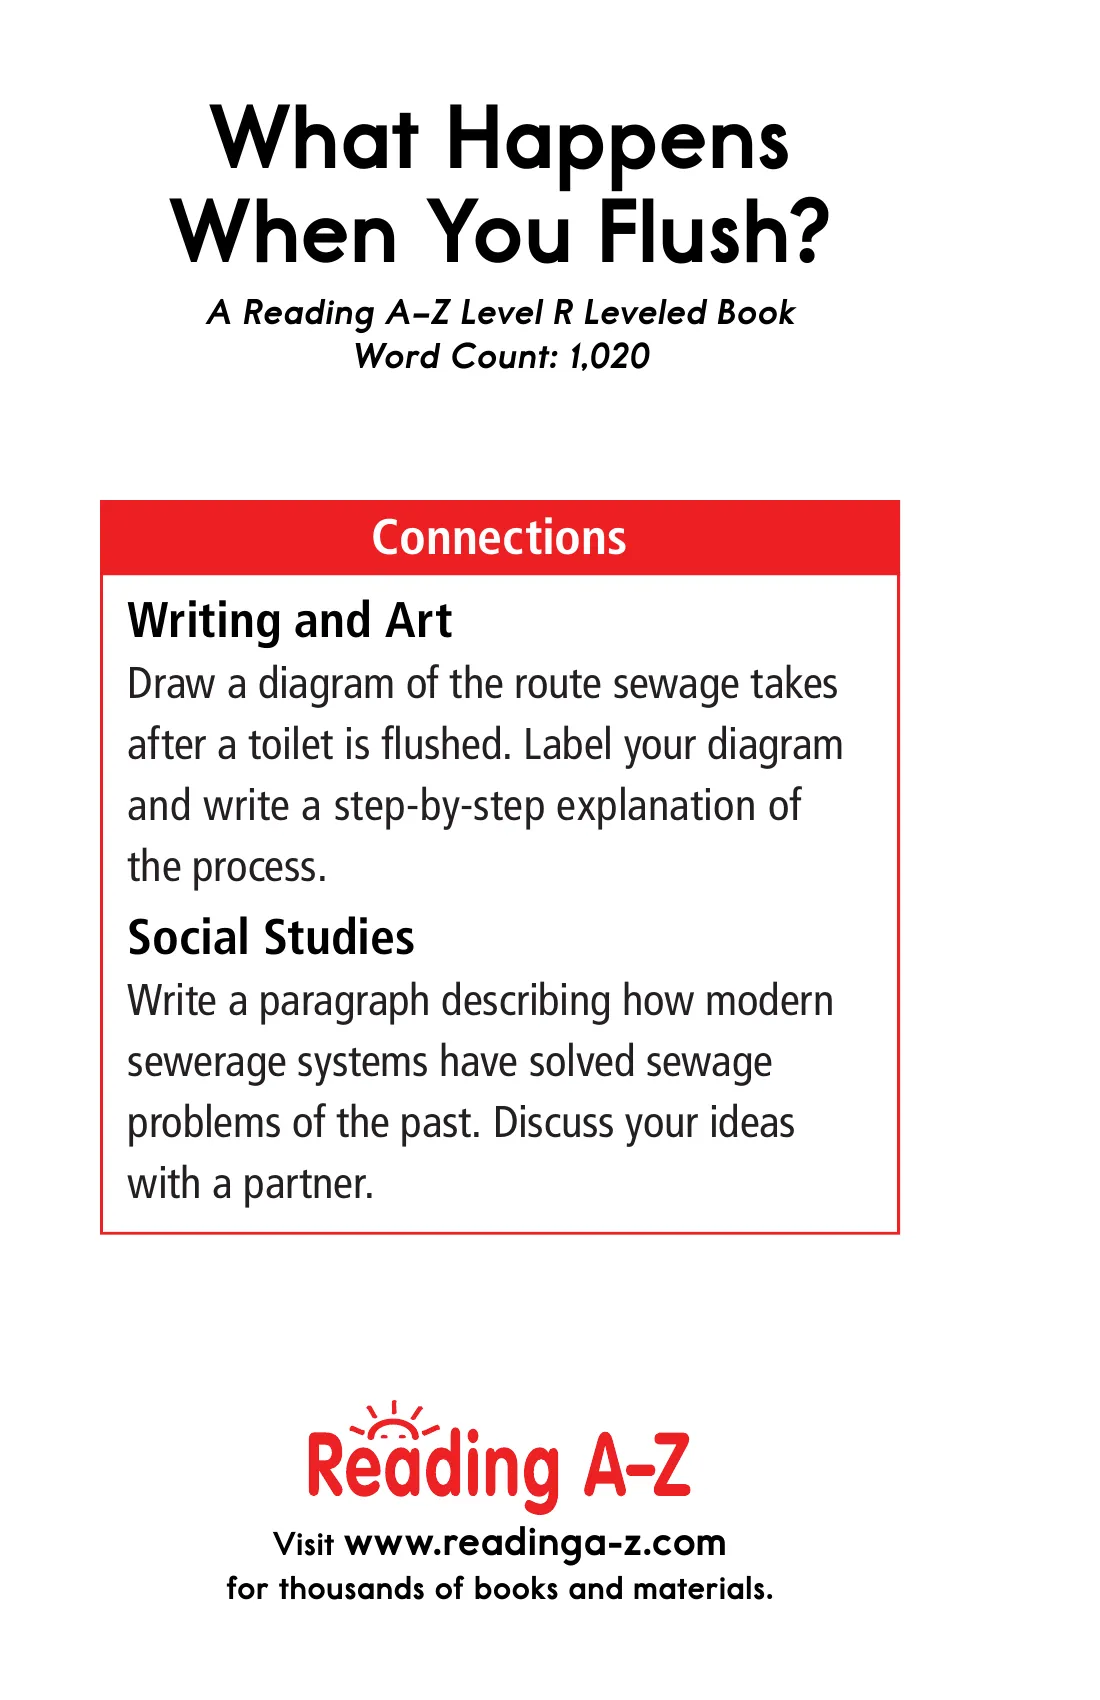 What Happens
When You Flush?
A Reading A–Z Level R Leveled Book
Word Count: 1,020
Connections
Writing and Art
Draw a diagram of the route sewage takes
after a toilet is flushed. Label your diagram
and write a step-by-step explanation of
the process.
Social Studies
Write a paragraph describing how modern
sewerage systems have solved sewage
problems of the past. Discuss your ideas
with a partner.
Reading A–Z
Visit www.readinga-z.com
for thousands of books and materials.